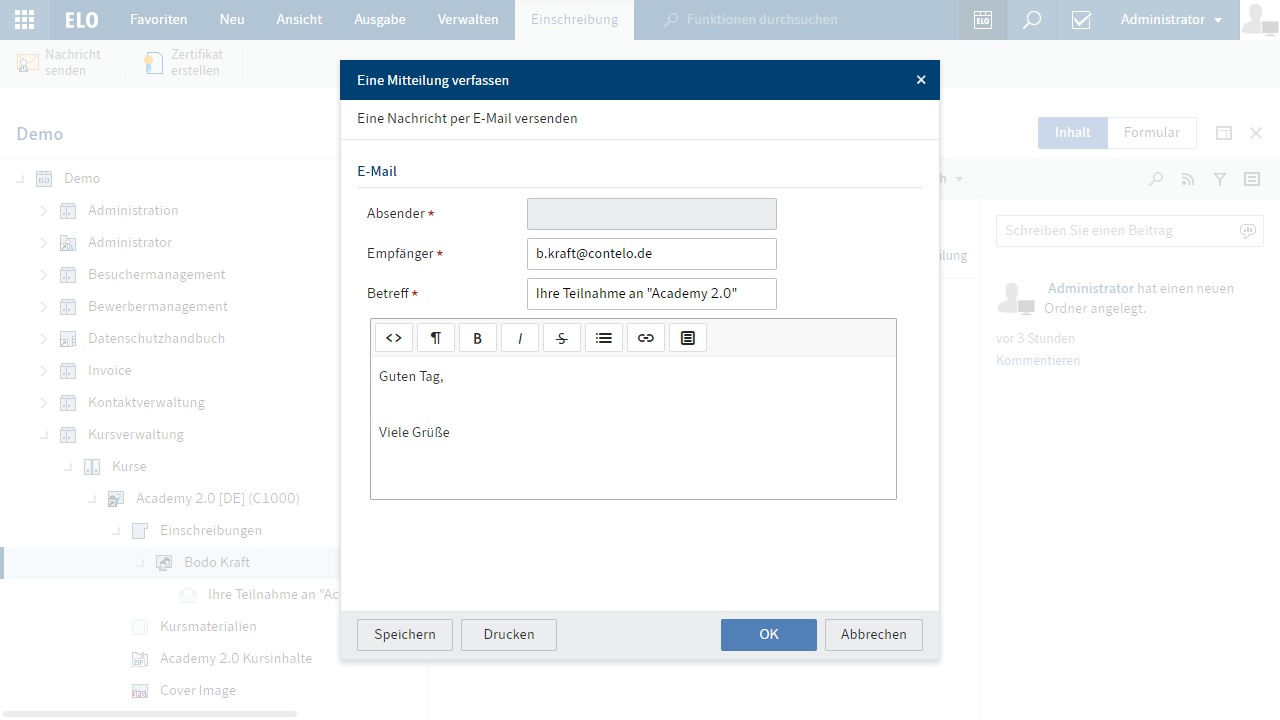 ELO Favoriten Neu Ansicht Ausgabe Verwalten Einschreibung Funktionen durchsuchen ELO Administrator
Nachricht senden
Zertifikat erstellen
Demo
Inhalt Formular
Demo
Administration
Administrator
Besuchermanagement
Bewerbermanagement
Datenschutzhandbuch
Invoice
Kontaktverwaltung
Kursverwaltung
Kurse
Academy 2.0 [DE] (C1000)
Einschreibungen
Bodo Kraft
Ihre Teilnahme an "Ac
Kursmaterialien
Academy 2.0 Kursinhalte
Cover Image
Eine Mitteilung verfassen ×
Eine Nachricht per E-Mail versenden
E-Mail
Absender *
Empfänger * b.kraft@contelo.de
Betreff * Ihre Teilnahme an "Academy 2.0"
<> ¶ B I S
Guten Tag,
Viele Grüße
Speichern Drucken OK Abbrechen
h
ilung
Schreiben Sie einen Beitrag
Administrator hat einen neuen
Ordner angelegt.
vor 3 Stunden
Kommentieren